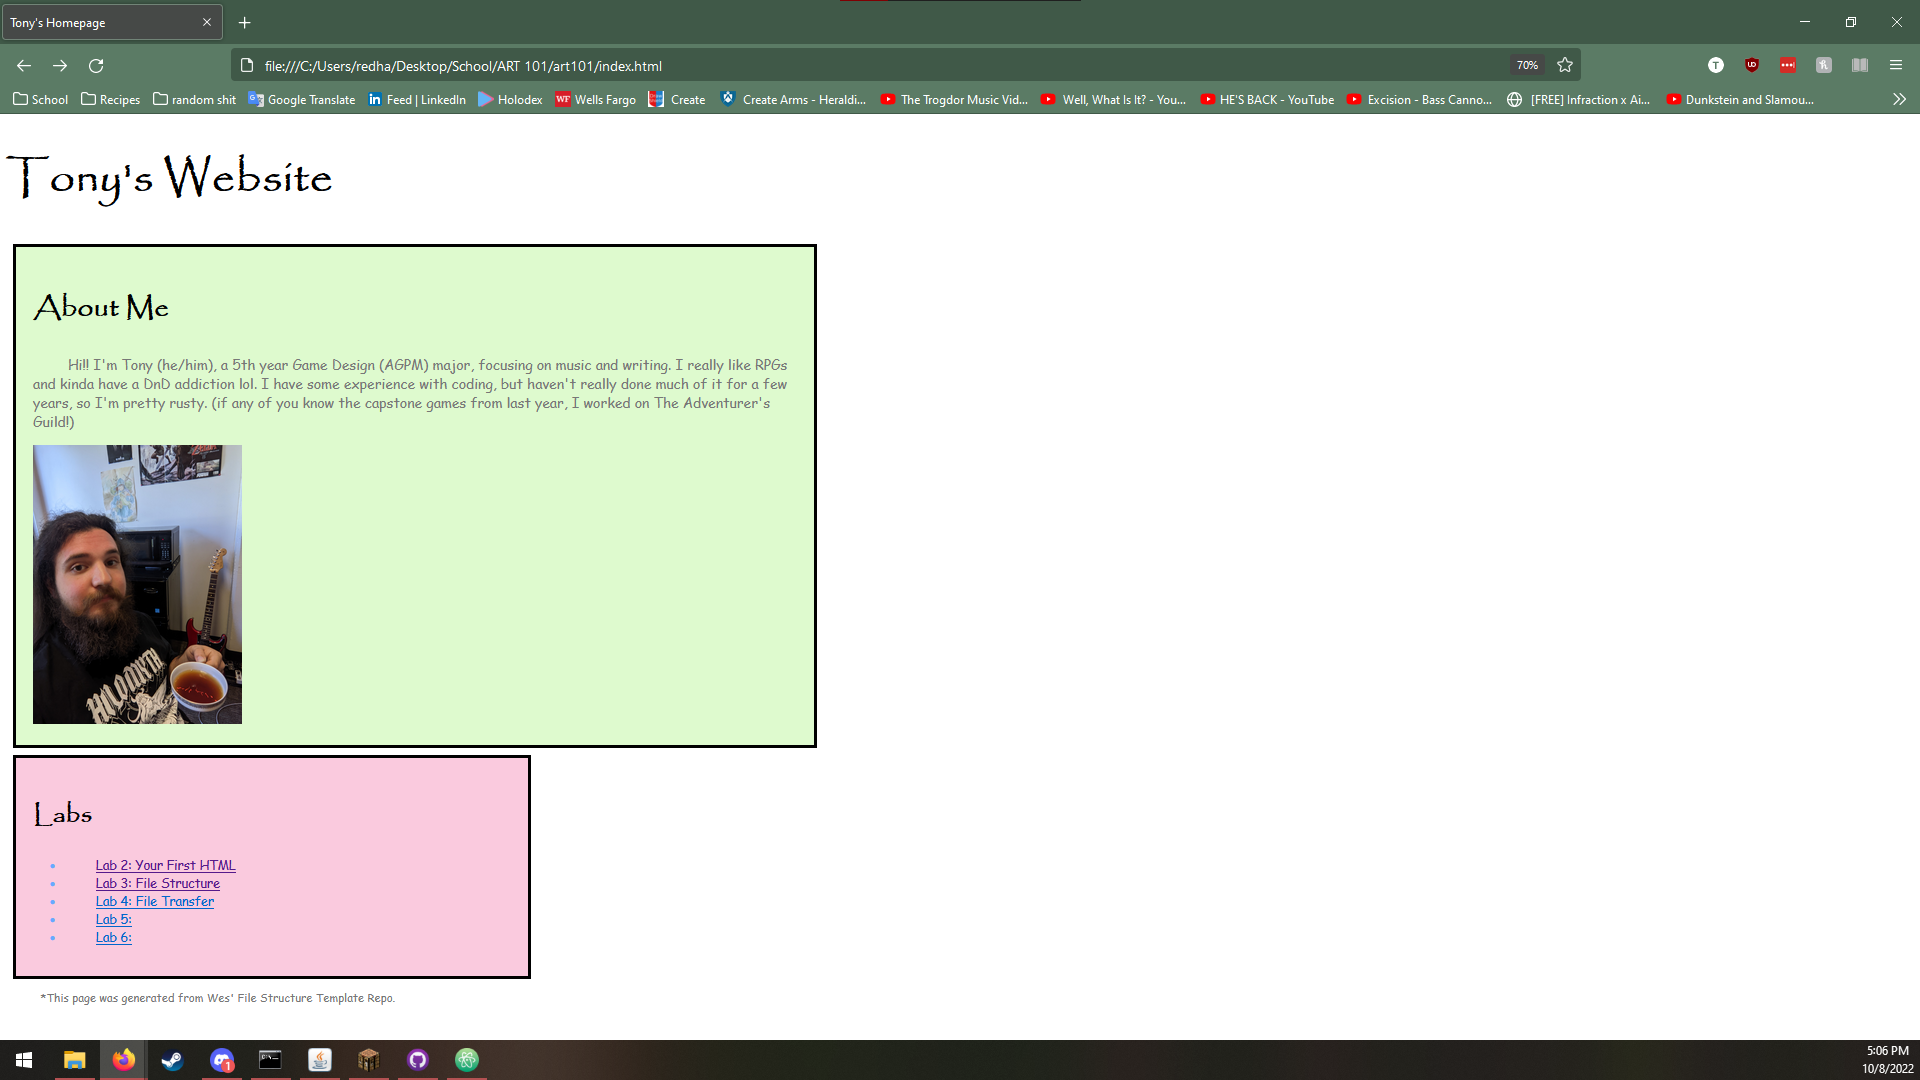 Tony's Homepage
file:///C:/Users/redha/Desktop/School/ART 101/art101/index.html
70%
School Recipes random shit Google Translate Feed | LinkedIn Holodex Wells Fargo Create Create Arms - Heraldi... The Trogdor Music Vid... Well, What Is It? - You... HE'S BACK - YouTube Excision - Bass Canno... [FREE] Infraction x Ai... Dunkstein and Slamou...
Tony's Website
About Me
Hi!! I'm Tony (he/him), a 5th year Game Design (AGPM) major, focusing on music and writing. I really like RPGs
and kinda have a DnD addiction lol. I have some experience with coding, but haven't really done much of it for a few
years, so I'm pretty rusty. (if any of you know the capstone games from last year, I worked on The Adventurer's
Guild!)
Labs
Lab 2: Your First HTML
Lab 3: File Structure
Lab 4: File Transfer
Lab 5:
Lab 6:
*This page was generated from Wes' File Structure Template Repo.
1
5:06 PM
10/8/2022